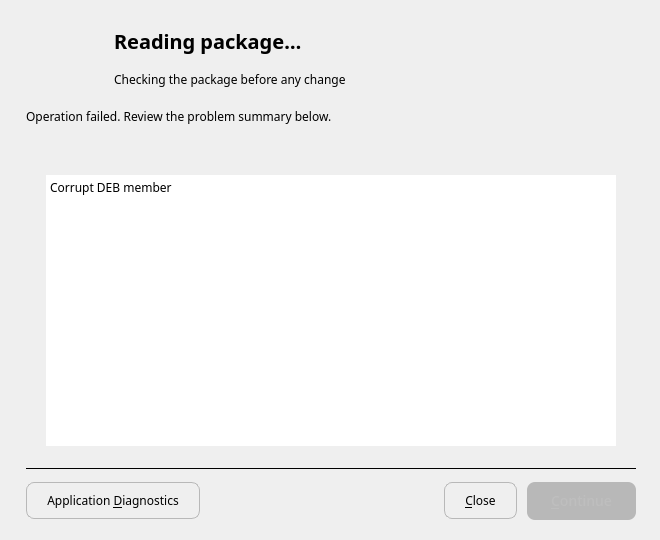 Reading package...
Checking the package before any change
Operation failed. Review the problem summary below.
Corrupt DEB member
Application Diagnostics
Close
Continue